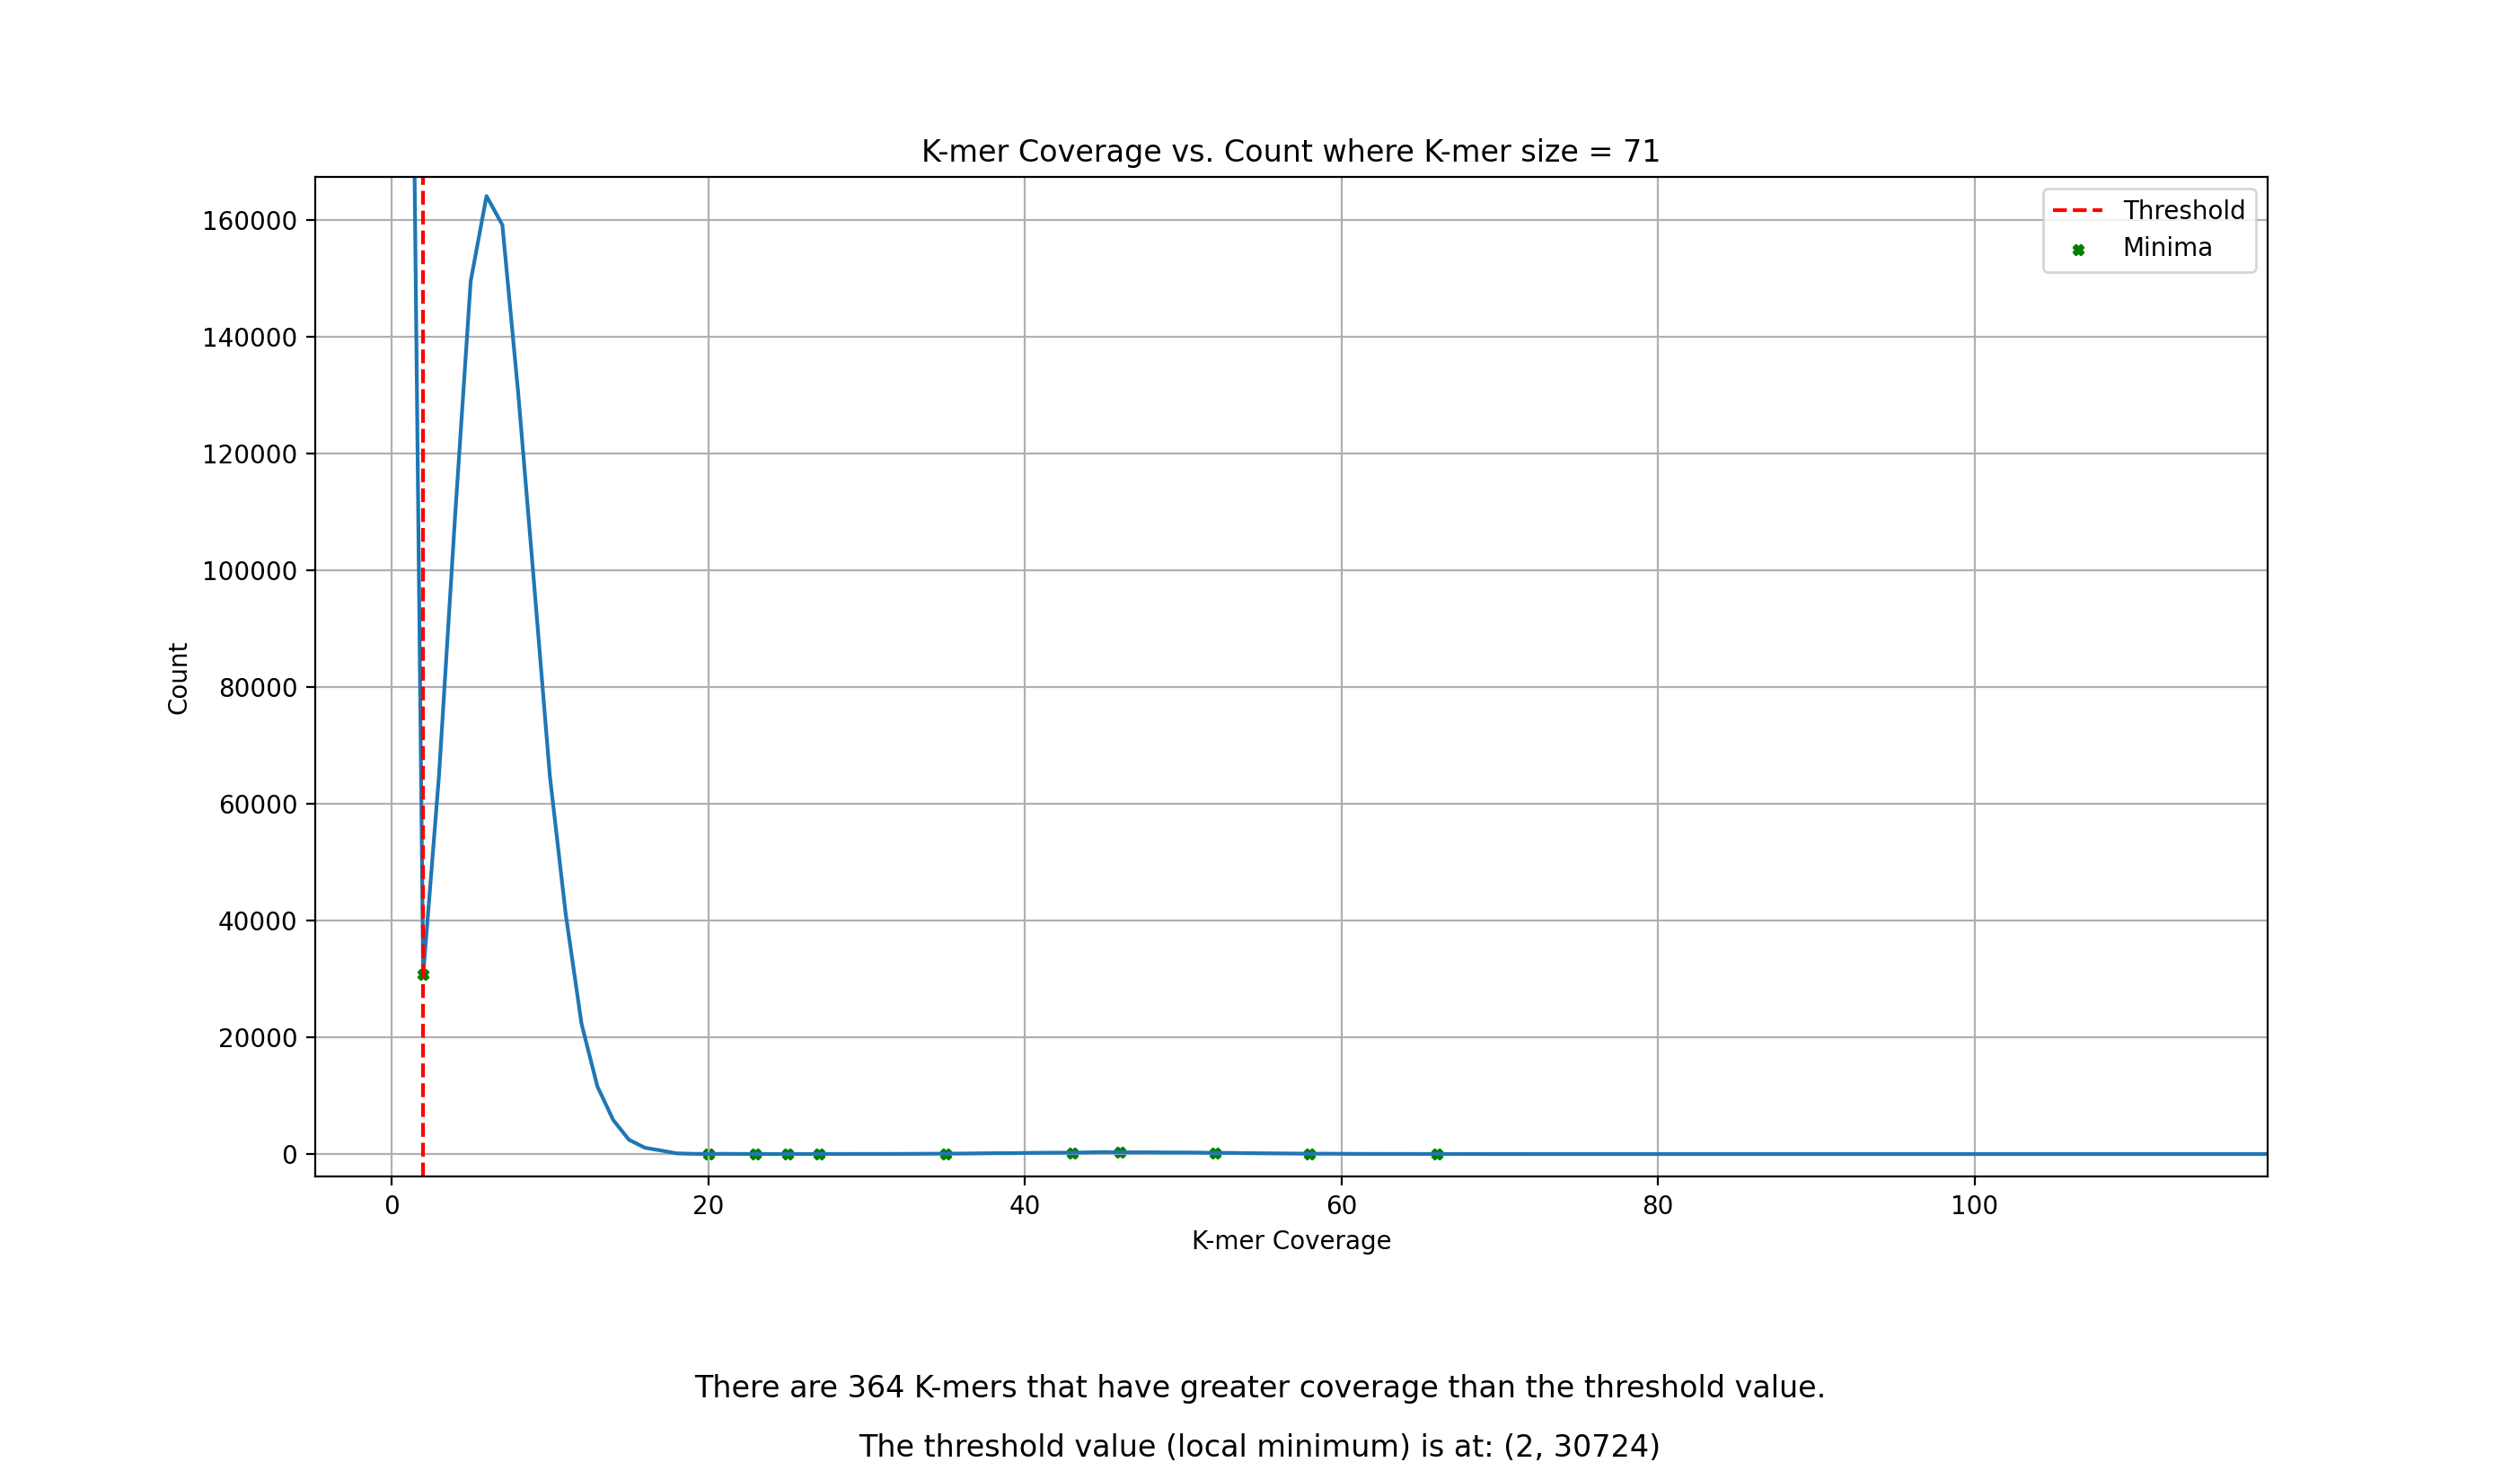 K-mer Coverage vs. Count where K-mer size = 71
Threshold
Minima
160000
140000
120000
100000
80000
60000
40000
20000
0
Count
0 20 40 60 80 100
K-mer Coverage
There are 364 K-mers that have greater coverage than the threshold value.
The threshold value (local minimum) is at: (2, 30724)